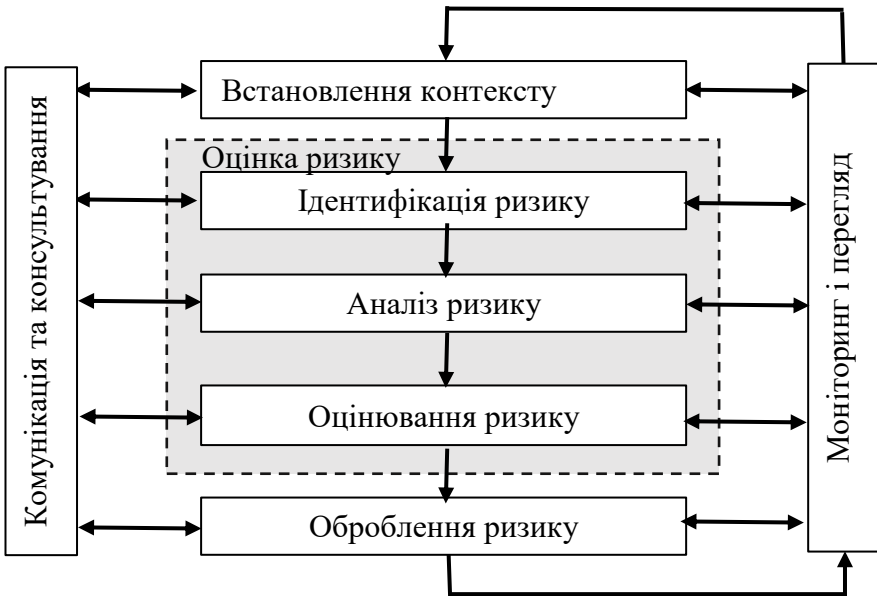 Встановлення контексту
Оцінка ризику
Ідентифікація ризику
Аналіз ризику
Оцінювання ризику
Оброблення ризику
Комунікація та консультування
Моніторинг і перегляд